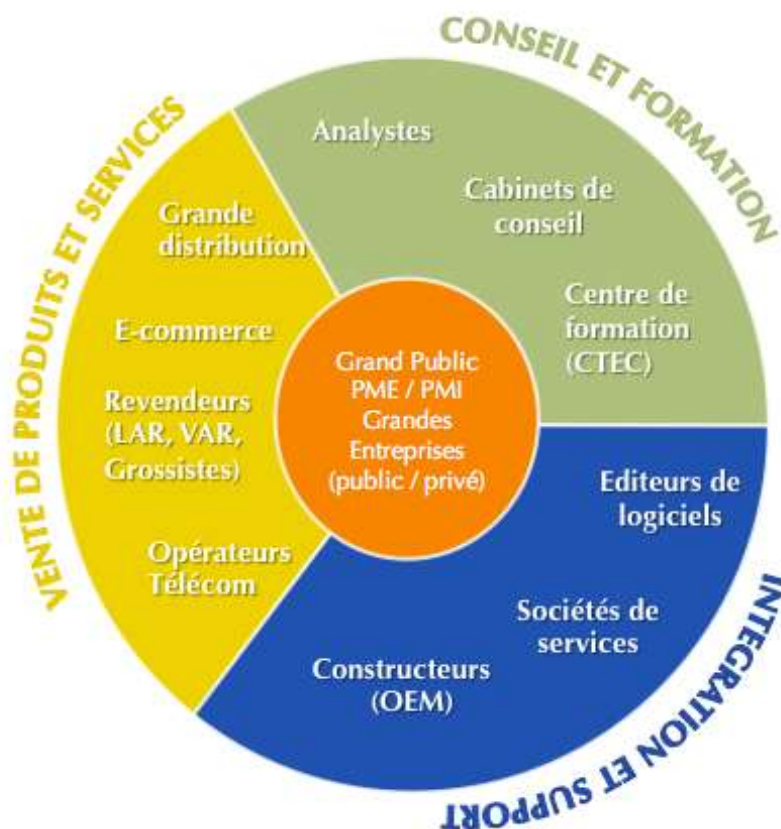 CONSEIL ET FORMATION
Analystes
Cabinets de
conseil
Centre de
formation
(CTEC)
VENTE DE PRODUITS ET SERVICES
Grande
distribution
E-commerce
Revendeurs
(LAR, VAR,
Grossistes)
Opérateurs
Télécom
Grand Public
PME / PMI
Grandes
Entreprises
(public / privé)
Editeurs de
logiciels
Sociétés de
services
Constructeurs
(OEM)
INTEGRATION ET SUPPORT